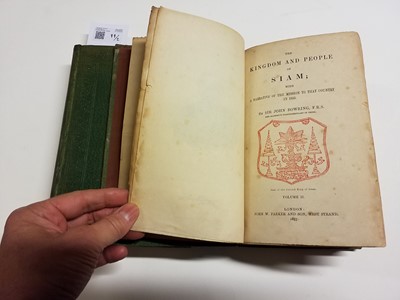 THE
KINGDOM AND PEOPLE
OF
SIAM;
WITH
A NARRATIVE OF THE MISSION TO THAT COUNTRY
IN 1855.
By SIR JOHN BOWRING, F.R.S.
VOLUME II.
LONDON:
JOHN W. PARKER AND SON, WEST STRAND.
1857.